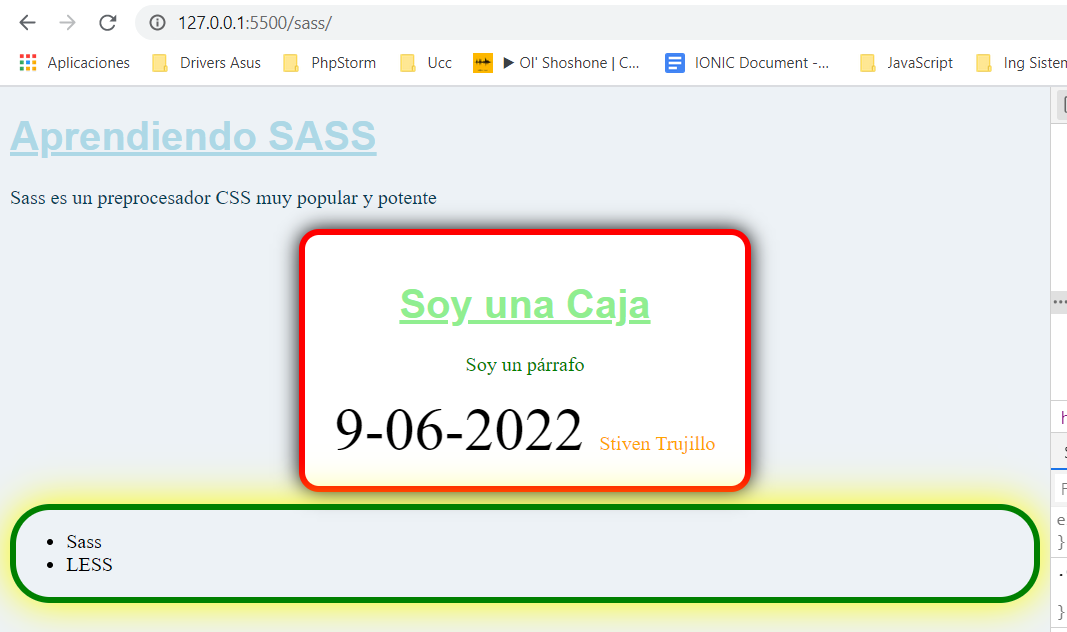 127.0.0.1:5500/sass/
Aplicaciones Drivers Asus PhpStorm Ucc ► Ol' Shoshone | C... IONIC Document -... JavaScript Ing Sisten
Aprendiendo SASS
Sass es un preprocesador CSS muy popular y potente
Soy una Caja
Soy un párrafo
9-06-2022 Stiven Trujillo
• Sass
• LESS